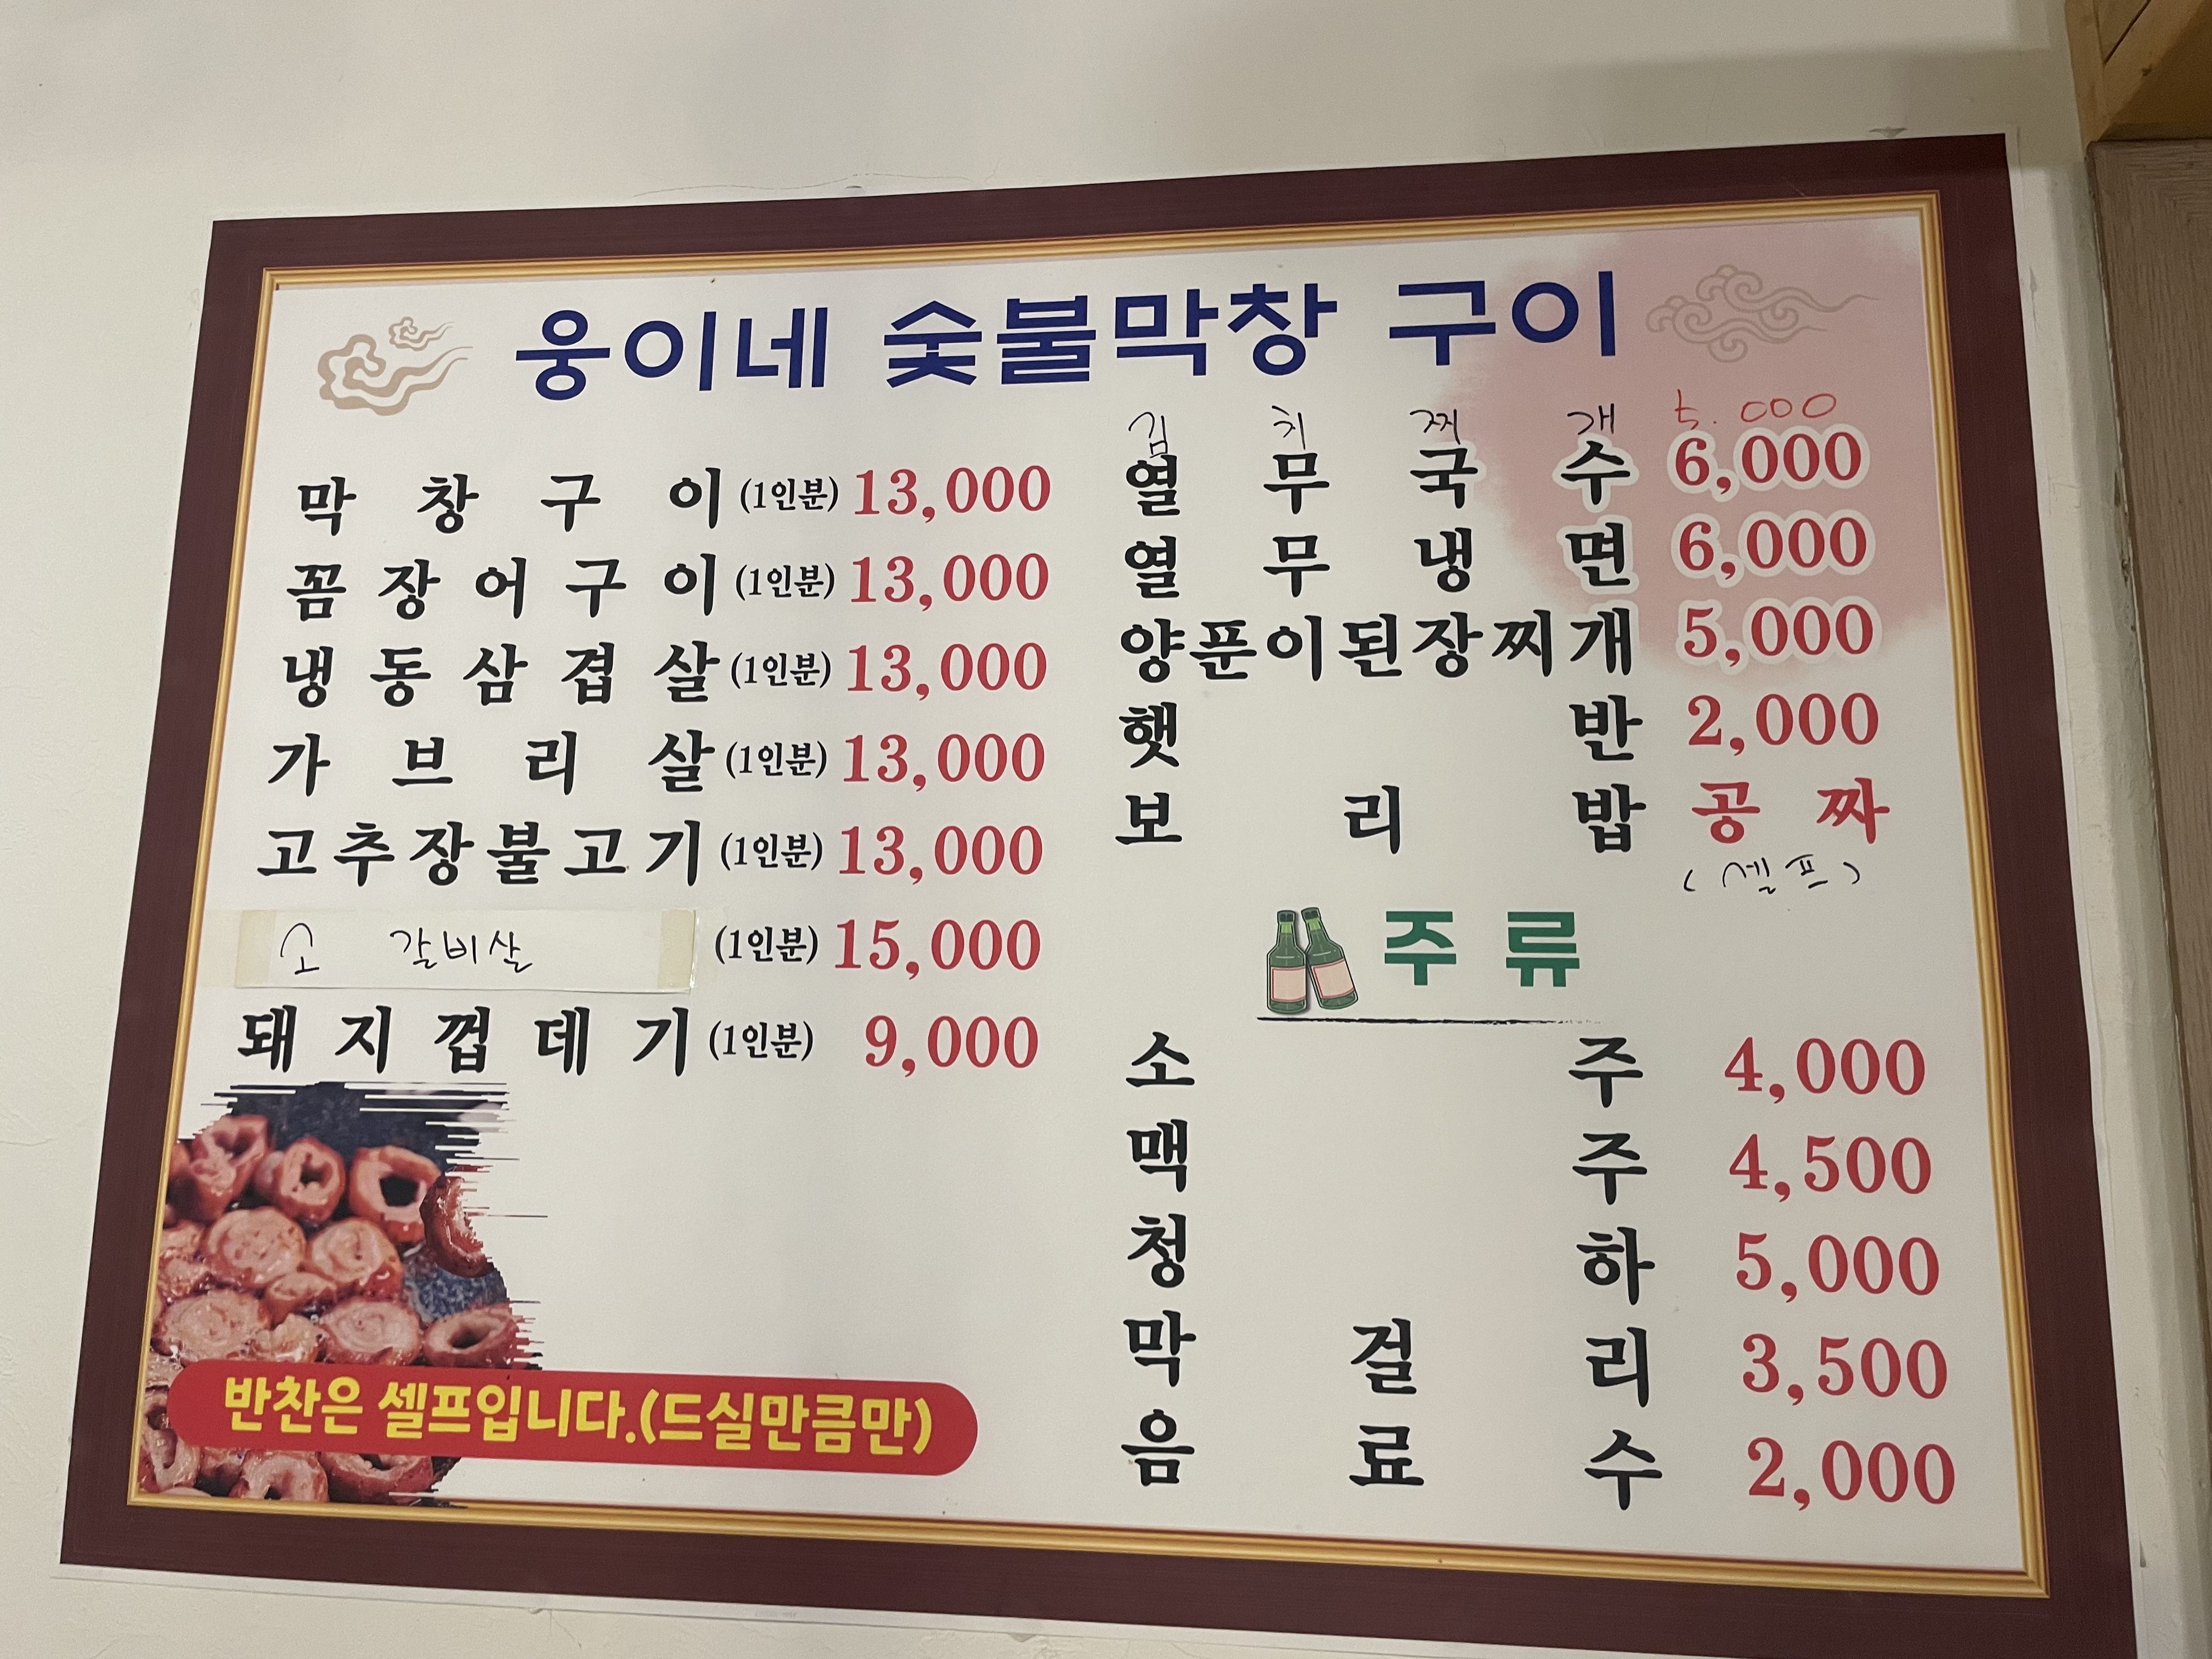 웅이네 숯불막창 구이
막창구이 (1인분) 13,000
꼼장어구이 (1인분) 13,000
냉동삼겹살 (1인분) 13,000
가브리살 (1인분) 13,000
고추장불고기 (1인분) 13,000
소 갈비살 (1인분) 15,000
돼지껍데기 (1인분) 9,000
반찬은 셀프입니다.(드실만큼만)
김치찌개 5.000
열무국수 6,000
열무냉면 6,000
양푼이된장찌개 5,000
햇반 2,000
보리밥 공짜
(셀프)
주류
소주 4,000
맥주 4,500
청하 5,000
막걸리 3,500
음료수 2,000